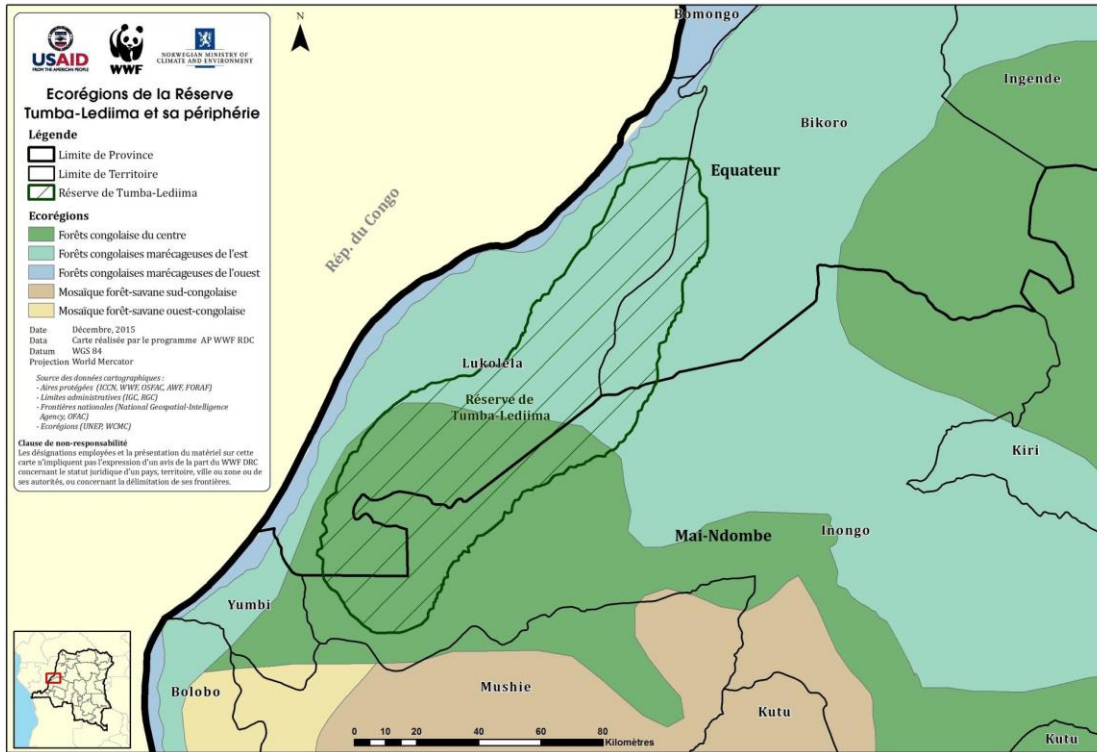 USAID
FROM THE AMERICAN PEOPLE
WWF
NORWEGIAN MINISTRY OF
CLIMATE AND ENVIRONMENT
Ecorégions de la Réserve
Tumba-Lediima et sa périphérie
Légende
Limite de Province
Limite de Territoire
Réserve de Tumba-Lediima
Ecorégions
Forêts congolaise du centre
Forêts congolaises marécageuses de l'est
Forêts congolaises marécageuses de l'ouest
Mosaïque forêt-savane sud-congolaise
Mosaïque forêt-savane ouest-congolaise
Date Décembre, 2015
Data Carte réalisée par le programme AP WWF RDC
Datum WGS 84
Projection World Mercator
Source des données cartographiques :
- Aires protégées (ICCN, WWF, OSFAC, AWF, FORAF)
- Limites administratives (IGC, RGC)
- Frontières nationales (National Geospatial-Intelligence
Agency, OFAC)
- Ecorégions (UNEP, WCMC)
Clause de non-responsabilité
Les désignations employées et la présentation du matériel sur cette
carte n'impliquent pas l'expression d'un avis de la part du WWF DRC
concernant le statut juridique d'un pays, territoire, ville ou zone ou de
ses autorités, ou concernant la délimitation de ses frontières.
N
Bomongo
Ingende
Bikoro
Equateur
Rép. du Congo
Lukolela
Réserve de
Tumba-Lediima
Kiri
Mai-Ndombe
Inongo
Yumbi
Bolobo
Mushie
Kutu
Kutu
0 10 20 40 60 80
Kilomètres